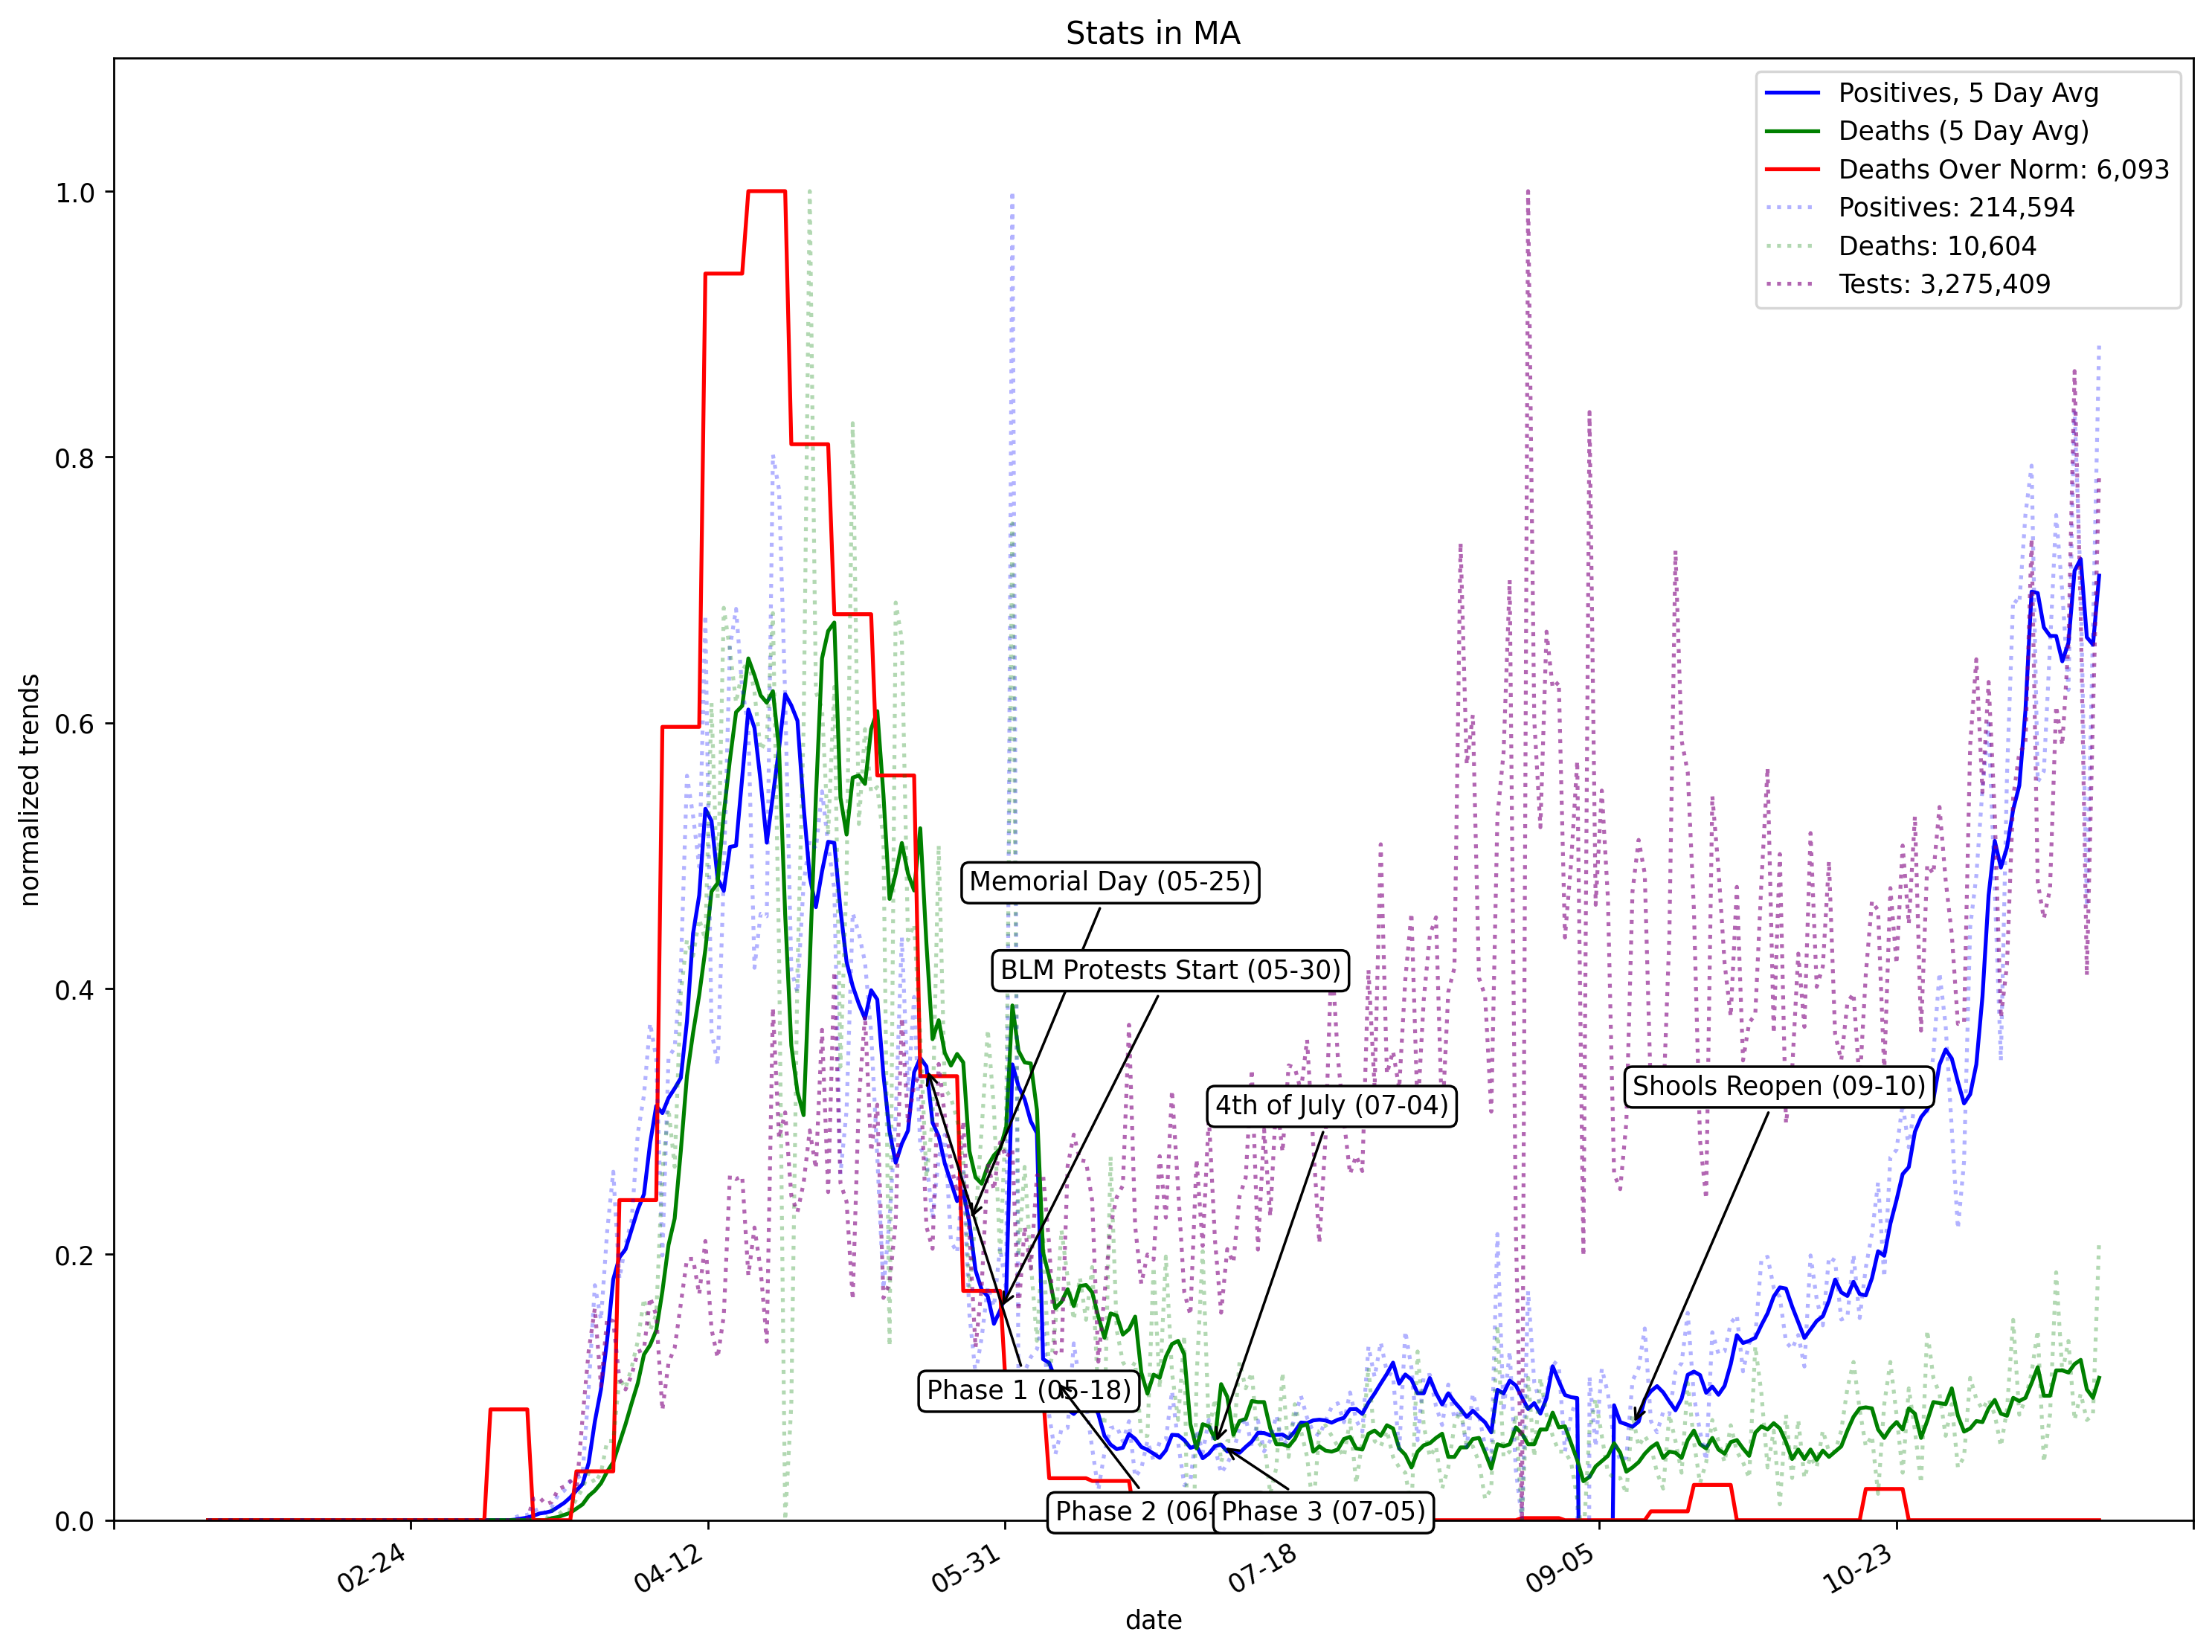 Stats in MA
Positives, 5 Day Avg
Deaths (5 Day Avg)
Deaths Over Norm: 6,093
Positives: 214,594
Deaths: 10,604
Tests: 3,275,409
normalized trends
1.0
0.8
0.6
0.4
0.2
0.0
Memorial Day (05-25)
BLM Protests Start (05-30)
4th of July (07-04)
Shools Reopen (09-10)
Phase 1 (05-18)
Phase 2 (06-
Phase 3 (07-05)
02-24
04-12
05-31
07-18
09-05
10-23
date